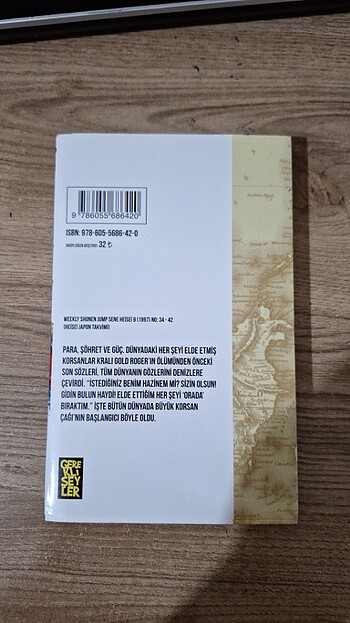 9 786055 686420
ISBN: 978-605-5686-42-0
32 ₺
WEEKLY SHONEN JUMP SENE HEISEI 9 (1997) NO: 34 - 42
(HEISEI JAPON TAKVİMİ)
PARA, ŞÖHRET VE GÜÇ. DÜNYADAKİ HER ŞEYİ ELDE ETMİŞ
KORSANLAR KRALI GOLD ROGER'IN ÖLÜMÜNDEN ÖNCEKİ
SON SÖZLERİ, TÜM DÜNYANIN GÖZLERİNİ DENİZLERE
ÇEVİRDİ. "İSTEDİĞİNİZ BENİM HAZİNEM Mİ? SİZİN OLSUN!
GİDİN BULUN HAYDİ! ELDE ETTİĞİM HER ŞEYİ 'ORADA'
BIRAKTIM." İŞTE BÜTÜN DÜNYADA BÜYÜK KORSAN
ÇAĞI'NIN BAŞLANGICI BÖYLE OLDU.
GERE
KLİ
ŞEY
LER